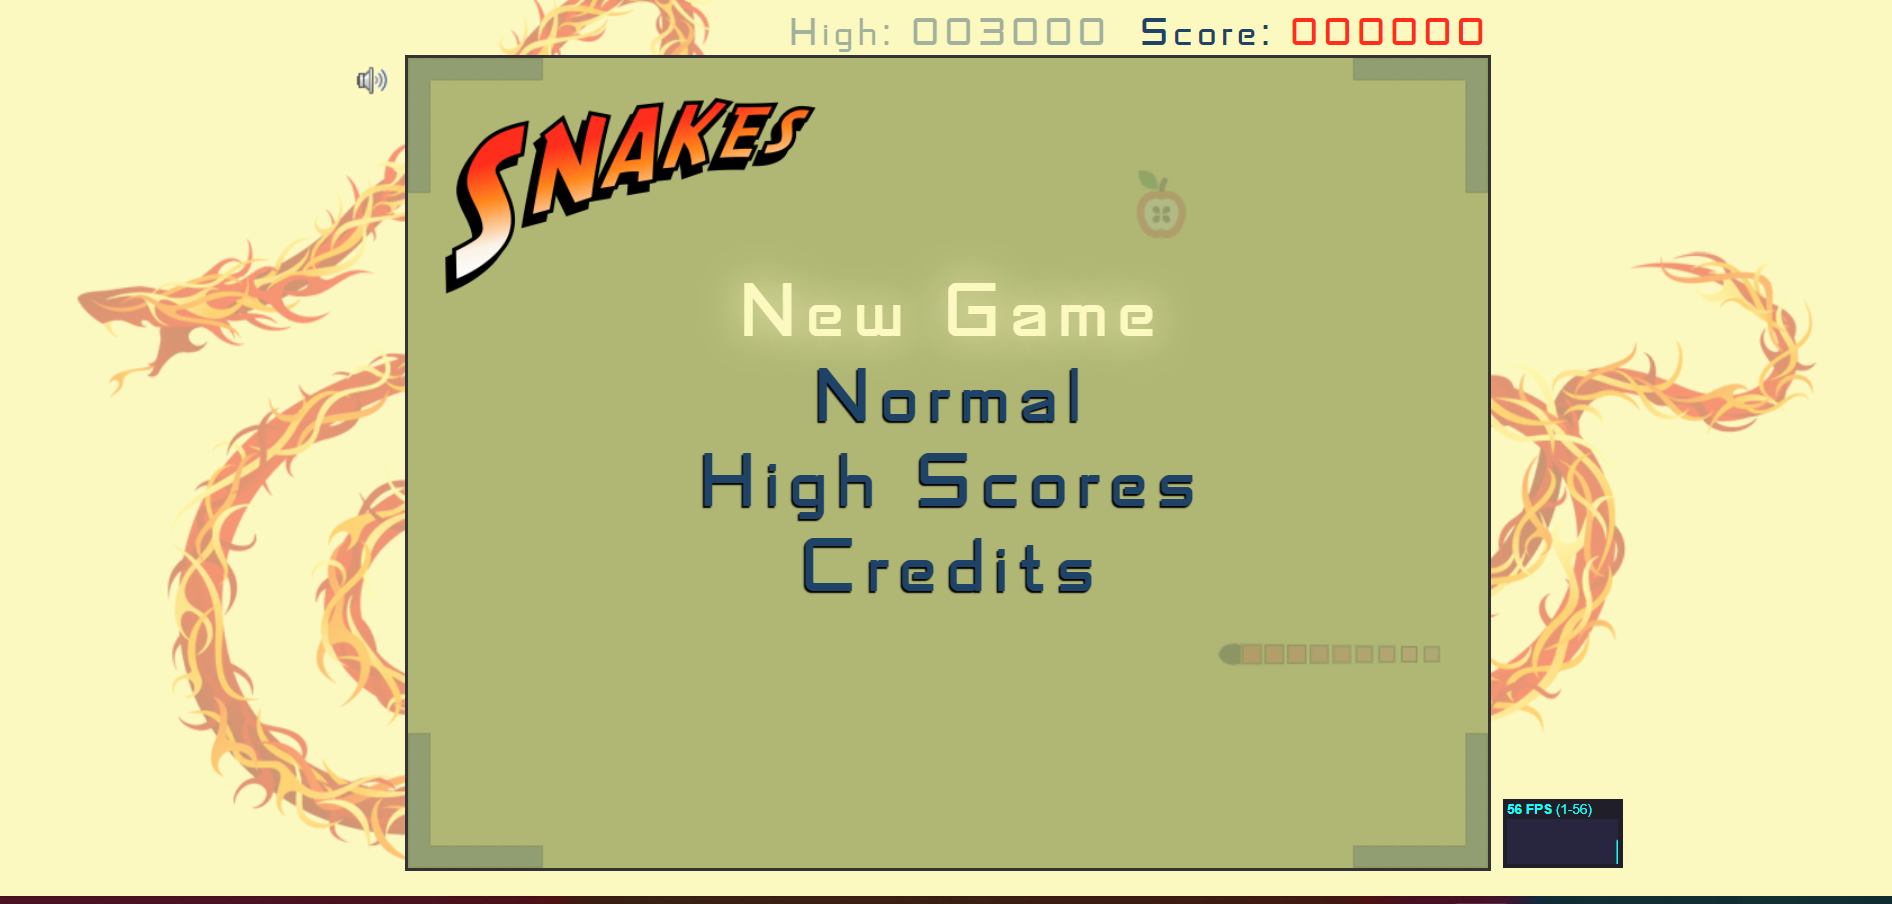 High: 003000 Score: 000000
SNAKES
New Game
Normal
High Scores
Credits
56 FPS (1-56)